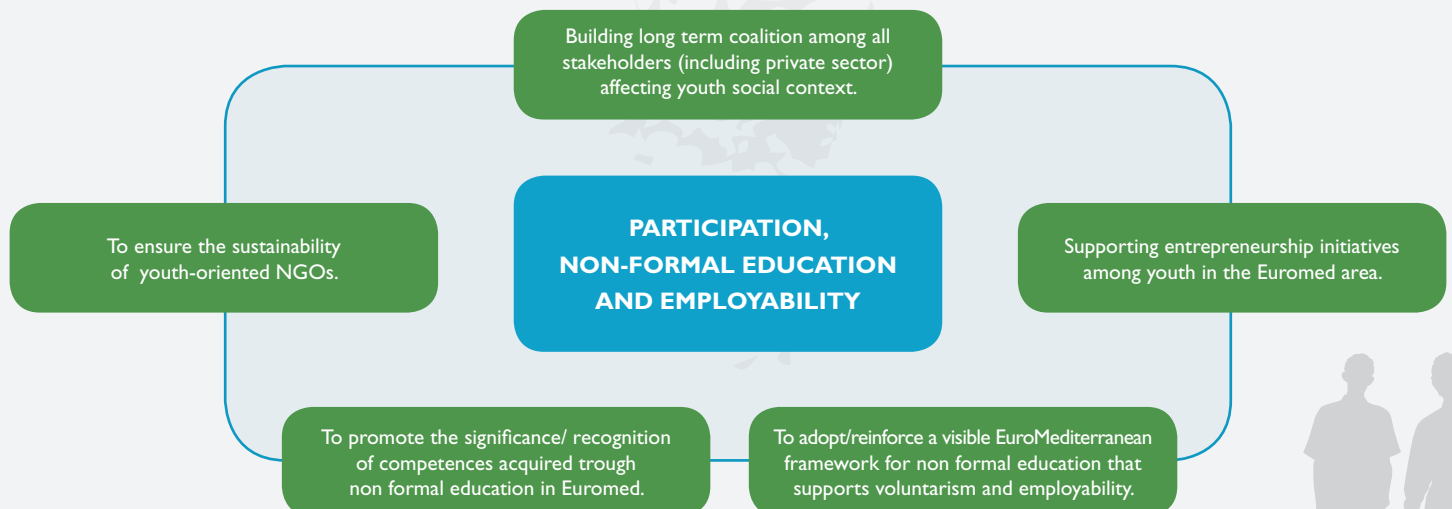 Building long term coalition among all
stakeholders (including private sector)
affecting youth social context.
PARTICIPATION,
NON-FORMAL EDUCATION
AND EMPLOYABILITY
To ensure the sustainability
of youth-oriented NGOs.
Supporting entrepreneurship initiatives
among youth in the Euromed area.
To promote the significance/ recognition
of competences acquired trough
non formal education in Euromed.
To adopt/reinforce a visible EuroMediterranean
framework for non formal education that
supports voluntarism and employability.